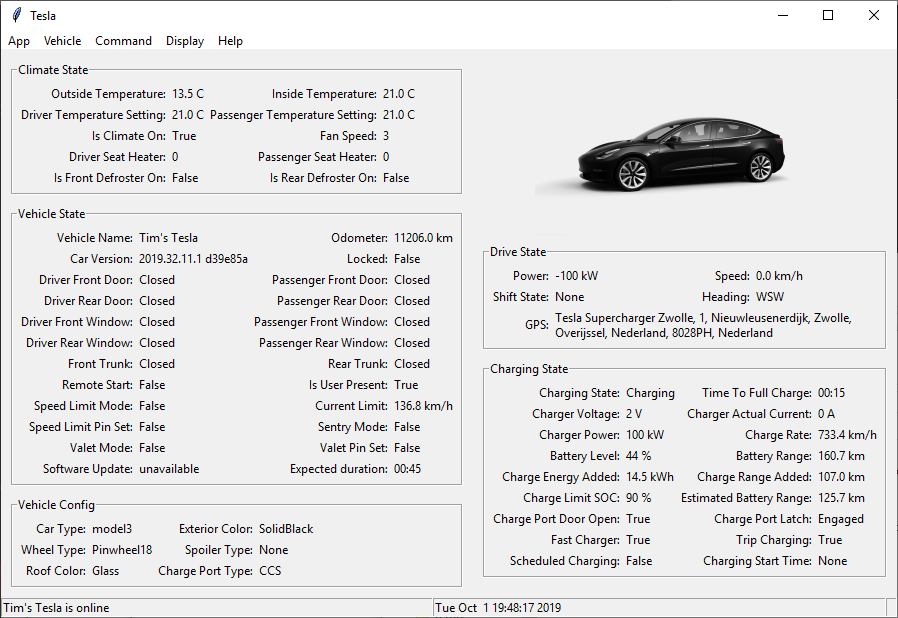 Tesla
App Vehicle Command Display Help
Climate State
Outside Temperature: 13.5 C Inside Temperature: 21.0 C
Driver Temperature Setting: 21.0 C Passenger Temperature Setting: 21.0 C
Is Climate On: True Fan Speed: 3
Driver Seat Heater: 0 Passenger Seat Heater: 0
Is Front Defroster On: False Is Rear Defroster On: False
Vehicle State
Vehicle Name: Tim's Tesla Odometer: 11206.0 km
Car Version: 2019.32.11.1 d39e85a Locked: False
Driver Front Door: Closed Passenger Front Door: Closed
Driver Rear Door: Closed Passenger Rear Door: Closed
Driver Front Window: Closed Passenger Front Window: Closed
Driver Rear Window: Closed Passenger Rear Window: Closed
Front Trunk: Closed Rear Trunk: Closed
Remote Start: False Is User Present: True
Speed Limit Mode: False Current Limit: 136.8 km/h
Speed Limit Pin Set: False Sentry Mode: False
Valet Mode: False Valet Pin Set: False
Software Update: unavailable Expected duration: 00:45
Vehicle Config
Car Type: model3 Exterior Color: SolidBlack
Wheel Type: Pinwheel18 Spoiler Type: None
Roof Color: Glass Charge Port Type: CCS
Drive State
Power: -100 kW Speed: 0.0 km/h
Shift State: None Heading: WSW
GPS: Tesla Supercharger Zwolle, 1, Nieuwleusenerdijk, Zwolle,
Overijssel, Nederland, 8028PH, Nederland
Charging State
Charging State: Charging Time To Full Charge: 00:15
Charger Voltage: 2 V Charger Actual Current: 0 A
Charger Power: 100 kW Charge Rate: 733.4 km/h
Battery Level: 44 % Battery Range: 160.7 km
Charge Energy Added: 14.5 kWh Charge Range Added: 107.0 km
Charge Limit SOC: 90 % Estimated Battery Range: 125.7 km
Charge Port Door Open: True Charge Port Latch: Engaged
Fast Charger: True Trip Charging: True
Scheduled Charging: False Charging Start Time: None
Tim's Tesla is online Tue Oct 1 19:48:17 2019